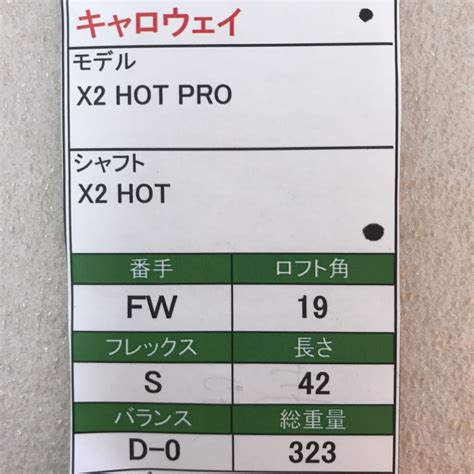 キャロウェイ
モデル
X2 HOT PRO
シャフト
X2 HOT
番手 ロフト角
FW 19
フレックス 長さ
S 42
バランス 総重量
D-0 323